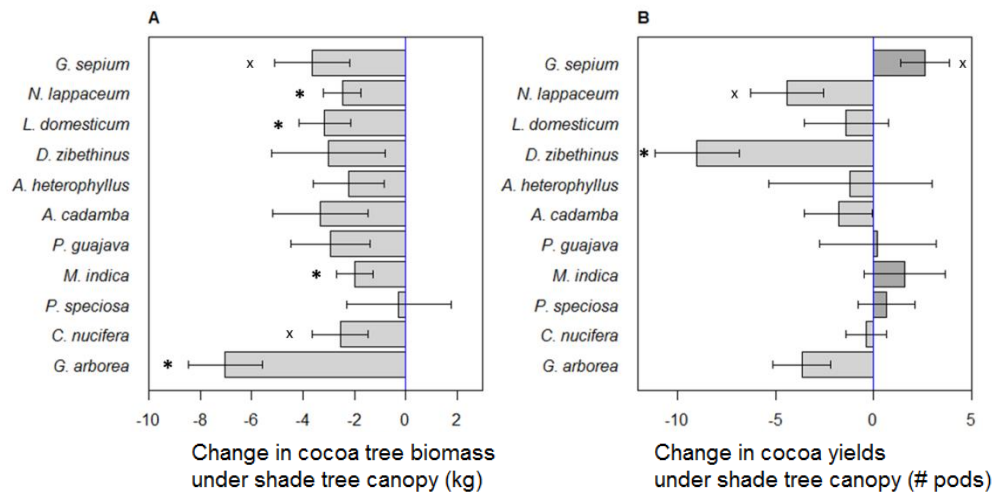 A
G. sepium
x
N. lappaceum
*
L. domesticum
*
D. zibethinus
A. heterophyllus
A. cadamba
P. guajava
M. indica
*
P. speciosa
C. nucifera
x
G. arborea
*
-10 -8 -6 -4 -2 0 2
Change in cocoa tree biomass
under shade tree canopy (kg)
B
G. sepium
x
N. lappaceum
x
L. domesticum
D. zibethinus
*
A. heterophyllus
A. cadamba
P. guajava
M. indica
P. speciosa
C. nucifera
G. arborea
-10 -5 0 5
Change in cocoa yields
under shade tree canopy (# pods)